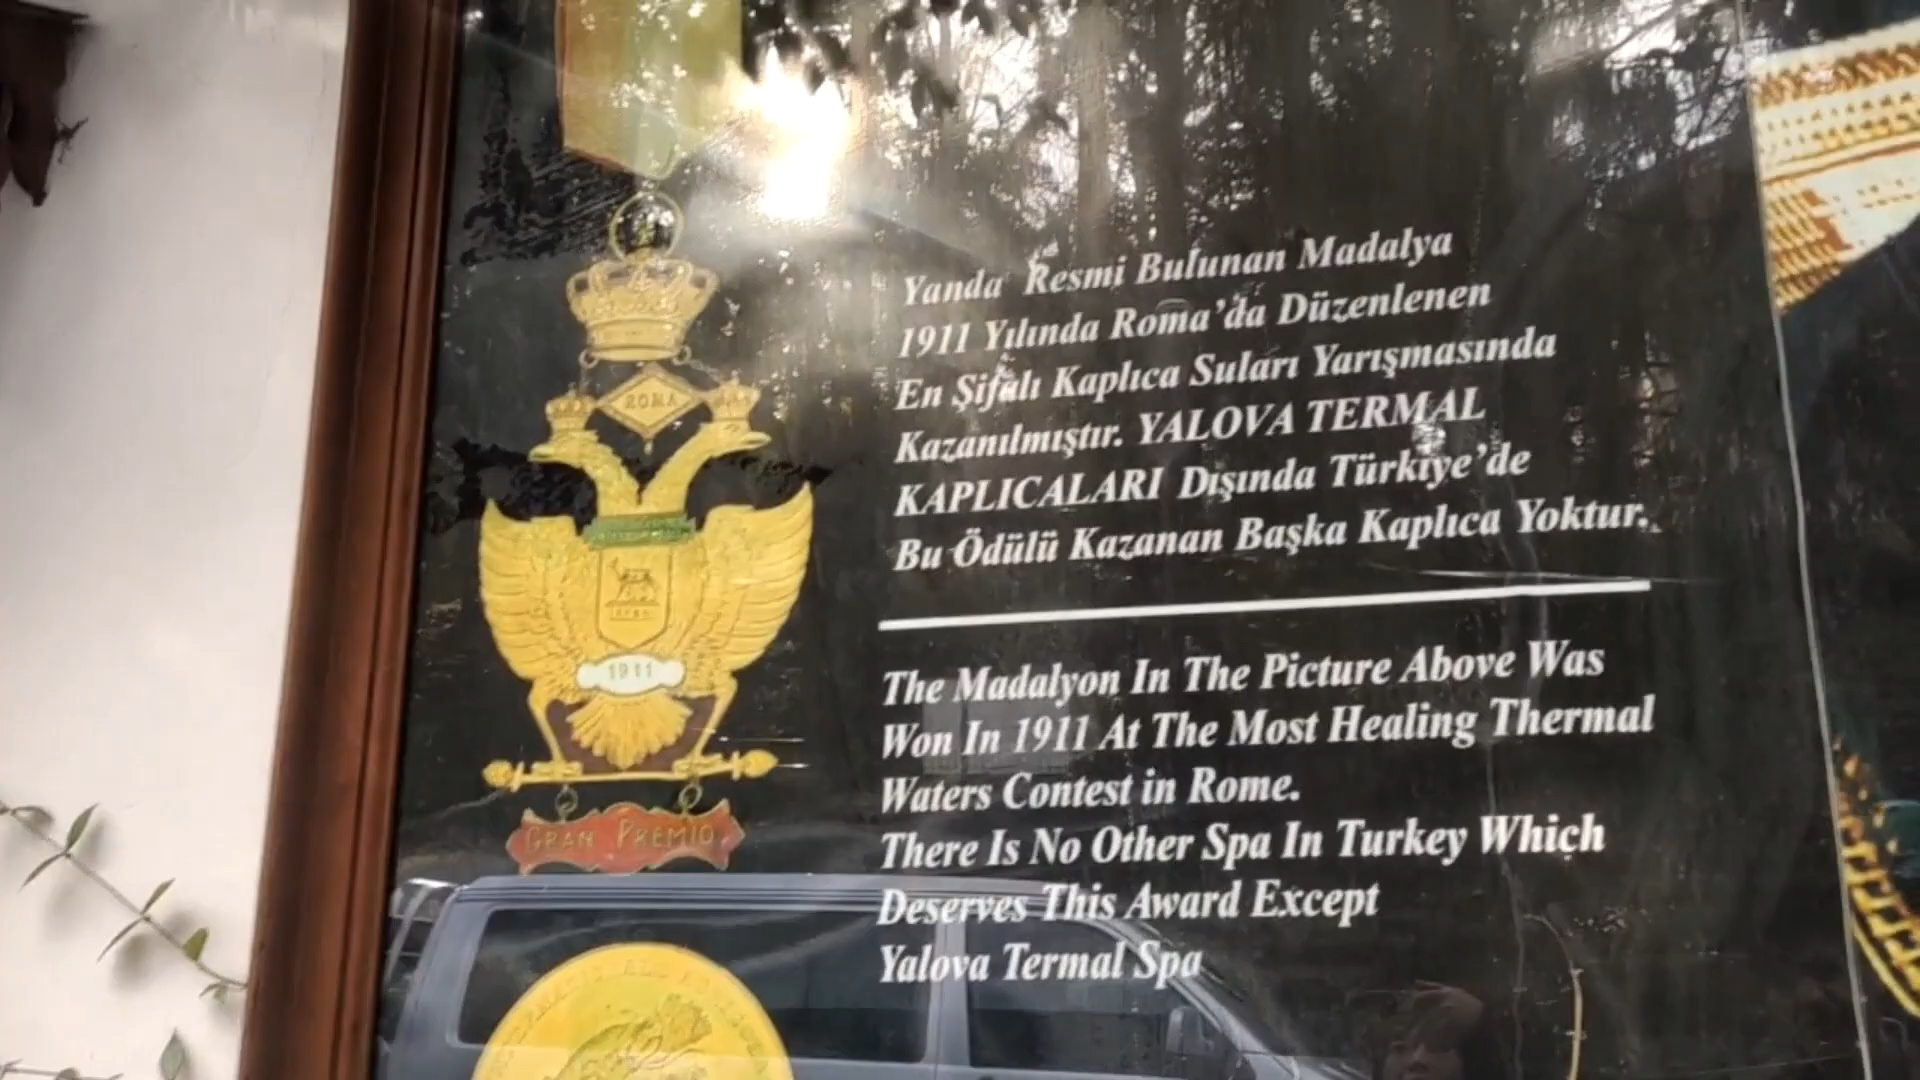 ROMA
1911
GRAN PREMIO
Yanda Resmi Bulunan Madalya
1911 Yılında Roma'da Düzenlenen
En Şifalı Kaplıca Suları Yarışmasında
Kazanılmıştır. YALOVA TERMAL
KAPLICALARI Dışında Türkiye'de
Bu Ödülü Kazanan Başka Kaplıca Yoktur.
The Madalyon In The Picture Above Was
Won In 1911 At The Most Healing Thermal
Waters Contest in Rome.
There Is No Other Spa In Turkey Which
Deserves This Award Except
Yalova Termal Spa